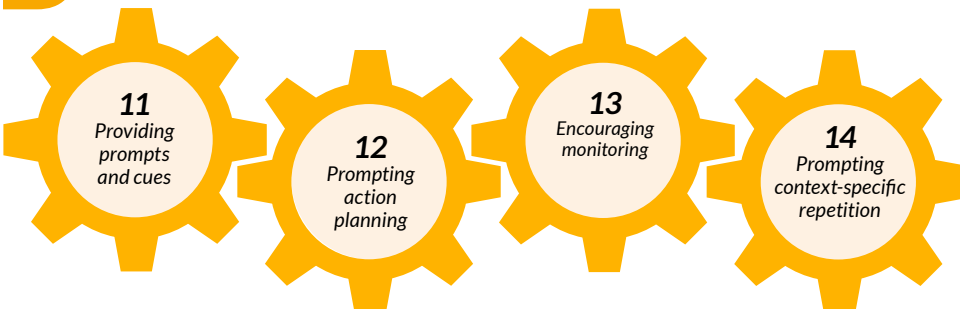 11
Providing
prompts
and cues
12
Prompting
action
planning
13
Encouraging
monitoring
14
Prompting
context-specific
repetition